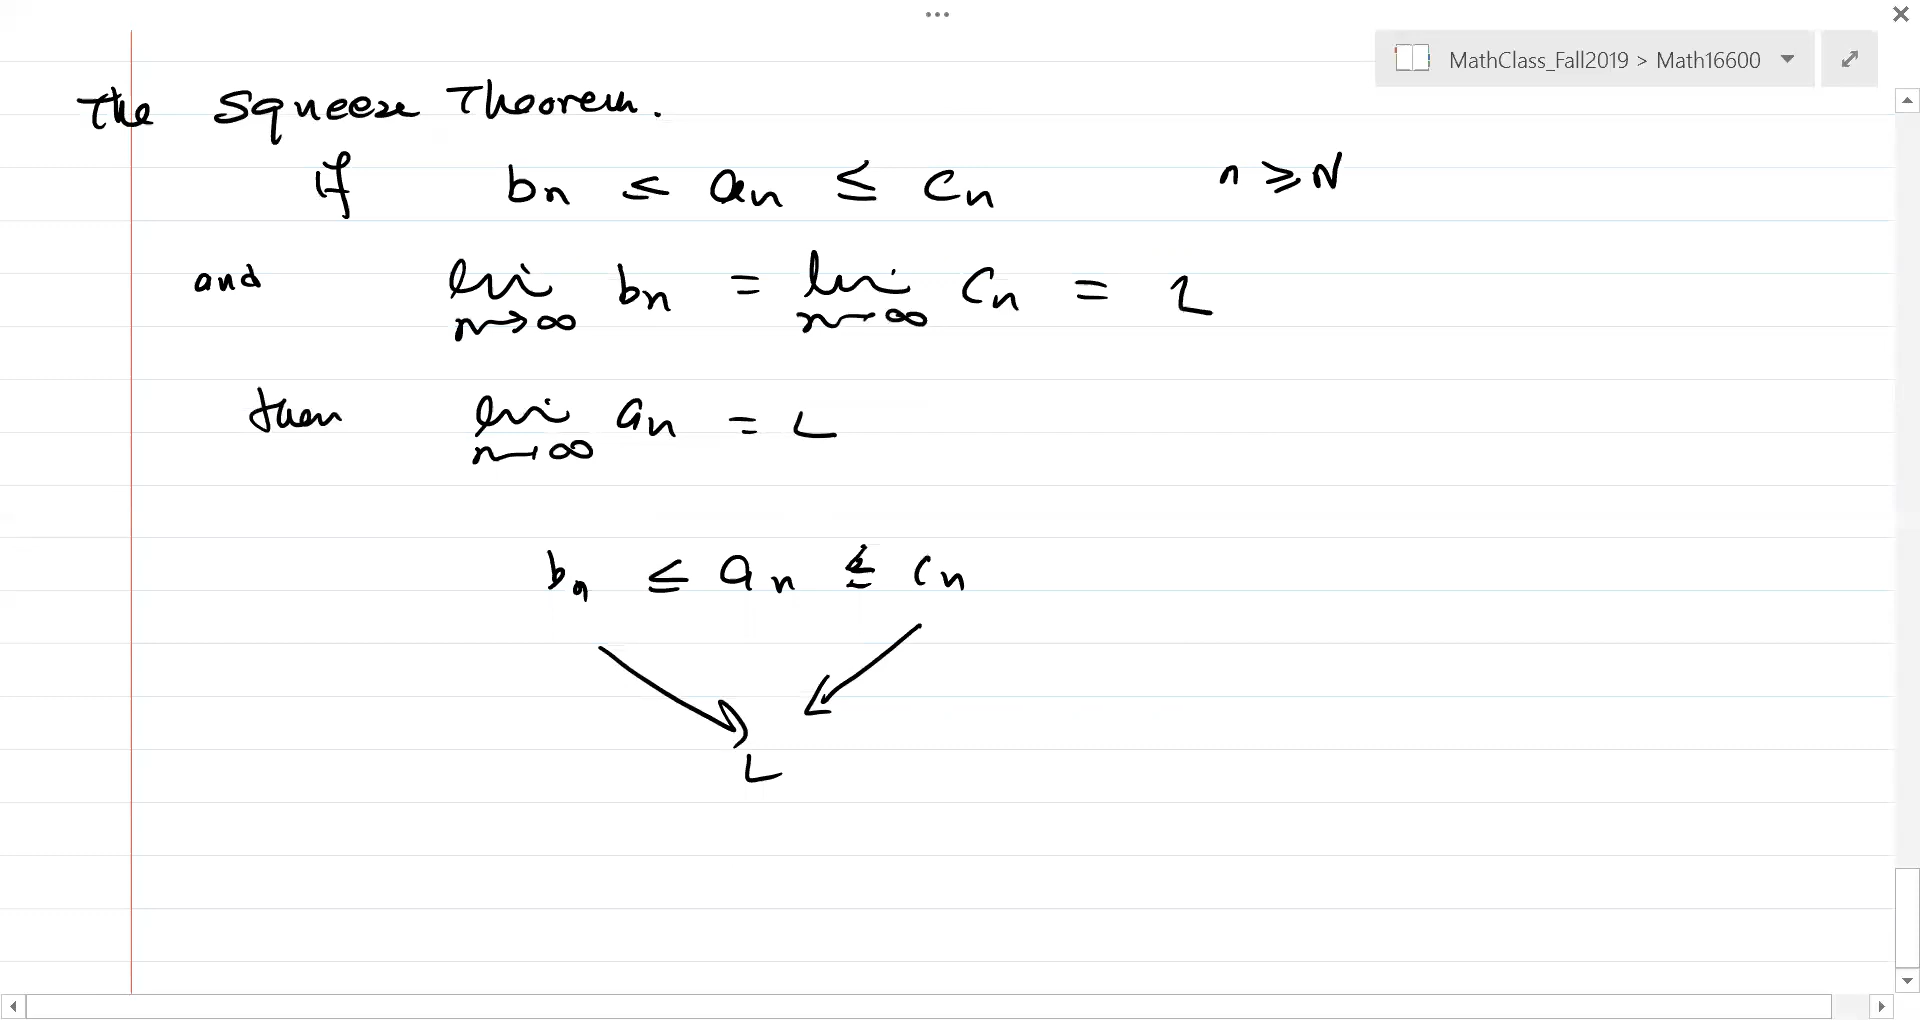 ...
MathClass_Fall2019 > Math16600
The Squeeze Theorem.
if bn ≤ an ≤ cn n ≥ N
and lim n→∞ bn = lim n→∞ cn = L
then lim n→∞ an = L
bn ≤ an ≤ cn
L